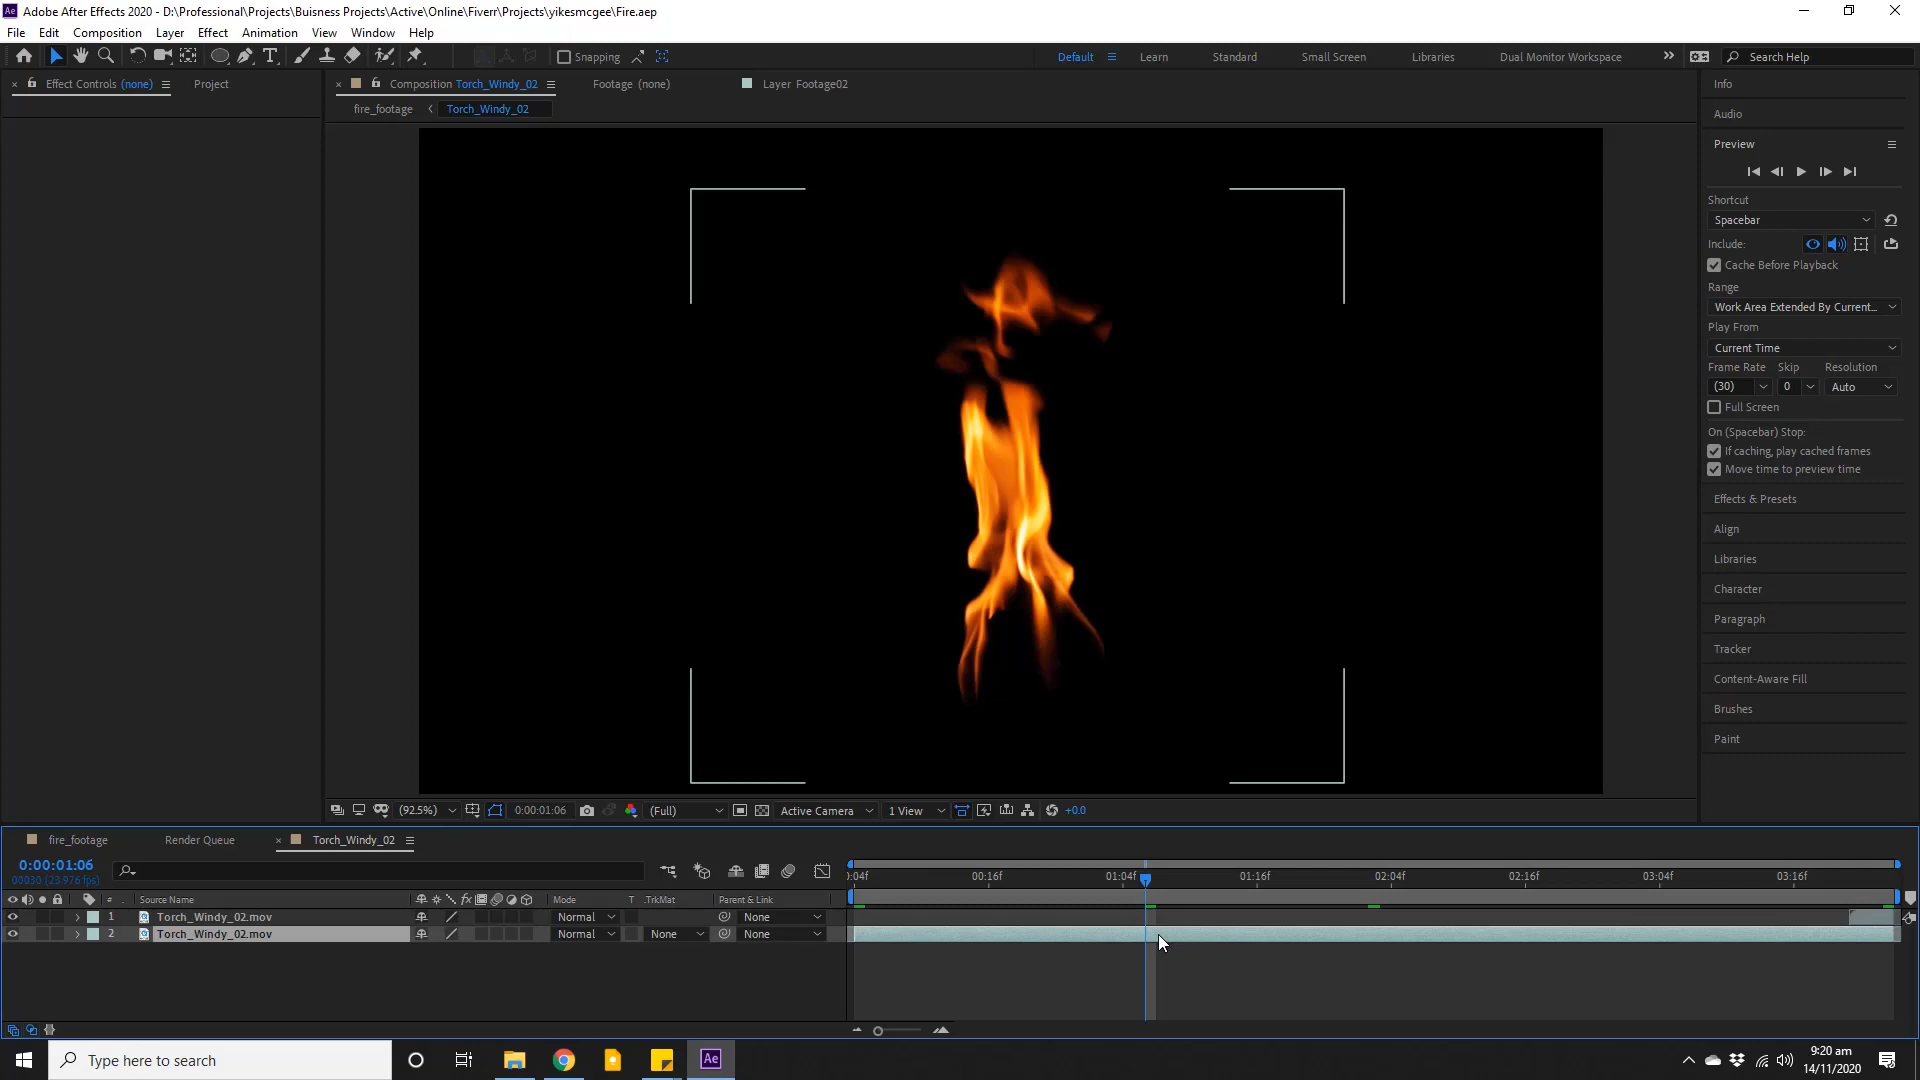 Ae Adobe After Effects 2020 - D:\Professional\Projects\Buisness Projects\Active\Online\Fiverr\Projects\yikesmcgee\Fire.aep
File Edit Composition Layer Effect Animation View Window Help
Snapping Default Learn Standard Small Screen Libraries Dual Monitor Workspace Search Help
Effect Controls (none) Project Composition Torch_Windy_02 Footage (none) Layer Footage02 Info
fire_footage Torch_Windy_02
Audio
Preview
Shortcut
Spacebar
Include:
Cache Before Playback
Range
Work Area Extended By Current...
Play From
Current Time
Frame Rate Skip Resolution
(30) 0 Auto
Full Screen
On (Spacebar) Stop:
If caching, play cached frames
Move time to preview time
Effects & Presets
Align
Libraries
Character
Paragraph
Tracker
Content-Aware Fill
Brushes
Paint
(92.5%) 0:00:01:06 (Full) Active Camera 1 View +0.0
fire_footage Render Queue Torch_Windy_02
0:00:01:06
00030 (23.976 fps)
):04f 00:16f 01:04f 01:16f 02:04f 02:16f 03:04f 03:16f
# Source Name Mode T .TrkMat Parent & Link
1 Torch_Windy_02.mov Normal None
2 Torch_Windy_02.mov Normal None None
Type here to search Ae
9:20 am
14/11/2020